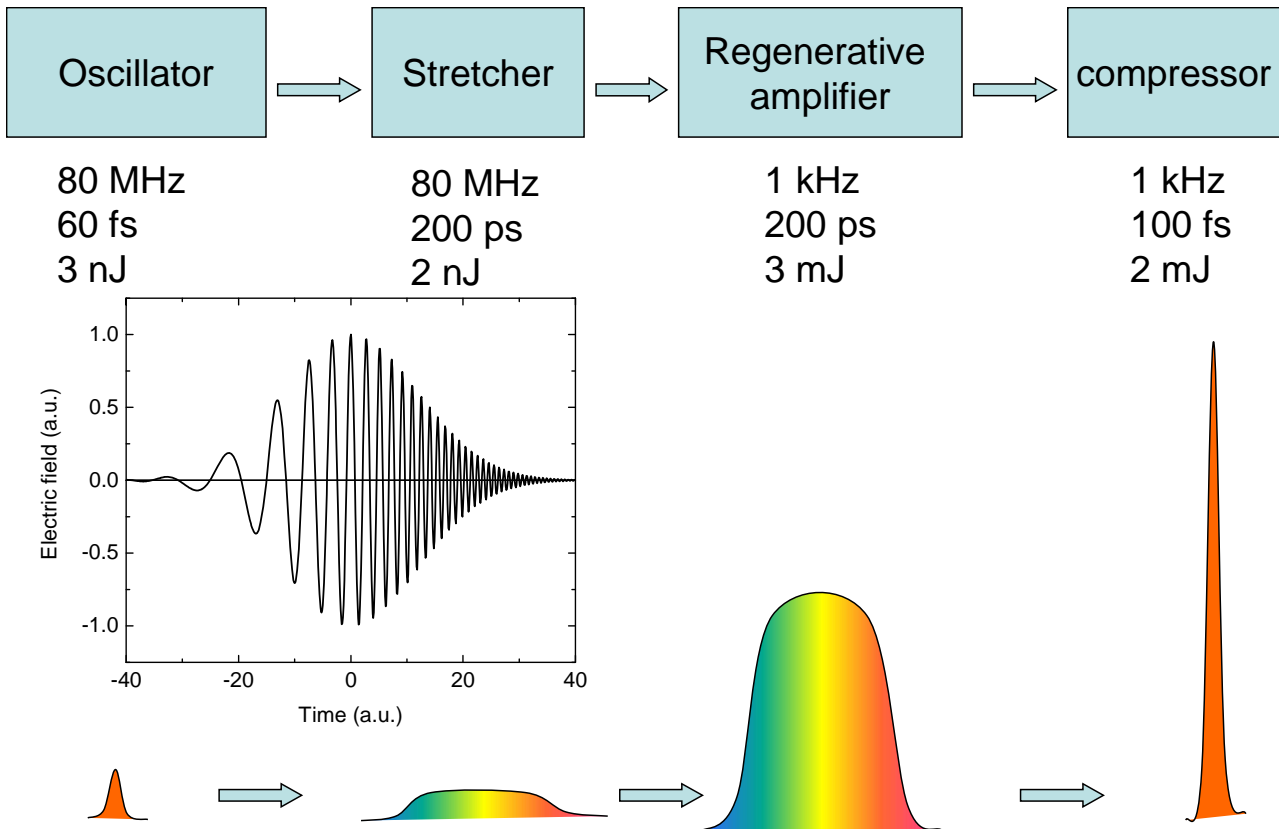 Oscillator
Stretcher
Regenerative
amplifier
compressor
80 MHz
60 fs
3 nJ
80 MHz
200 ps
2 nJ
1 kHz
200 ps
3 mJ
1 kHz
100 fs
2 mJ
Electric field (a.u.)
1.0
0.5
0.0
-0.5
-1.0
-40
-20
0
20
40
Time (a.u.)